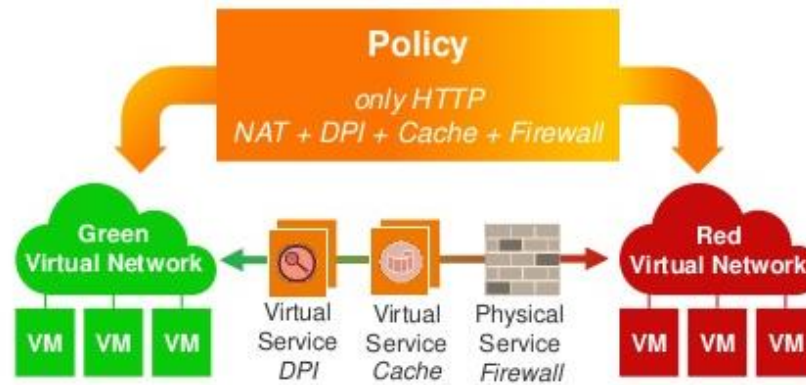 Policy
only HTTP
NAT + DPI + Cache + Firewall
Green
Virtual Network
Red
Virtual Network
Virtual
Service
DPI
Virtual
Service
Cache
Physical
Service
Firewall
VM VM VM
VM VM VM